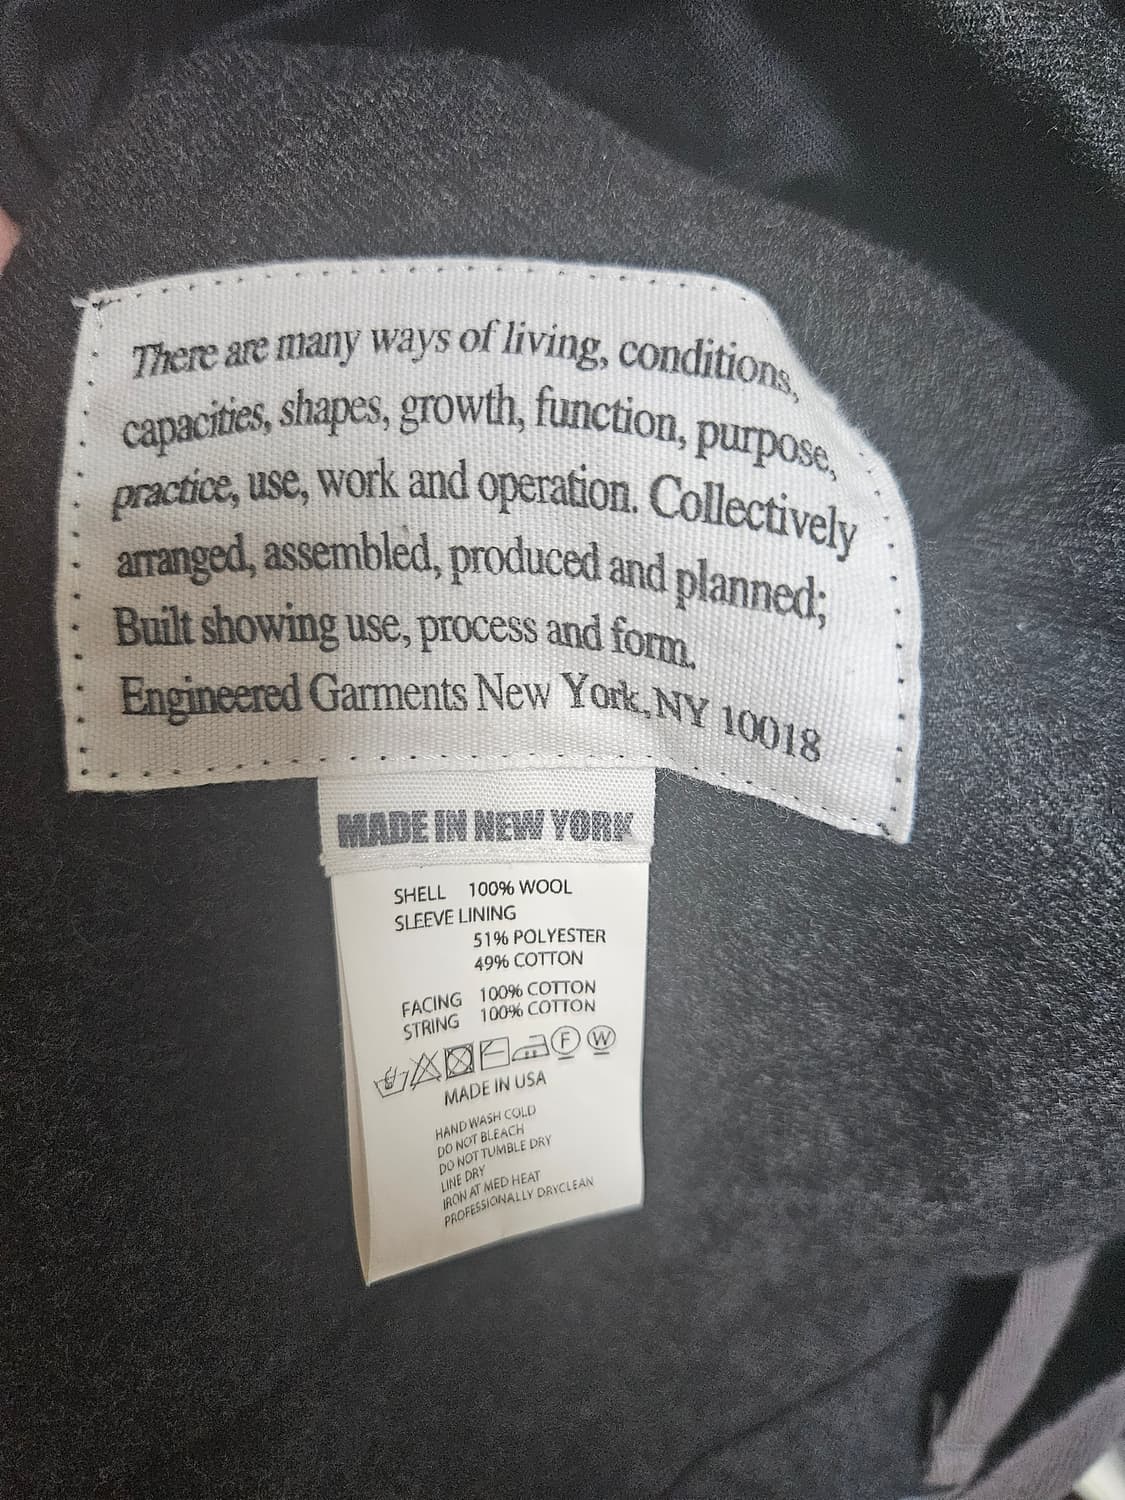 There are many ways of living, conditions,
capacities, shapes, growth, function, purpose,
practice, use, work and operation. Collectively
arranged, assembled, produced and planned;
Built showing use, process and form.
Engineered Garments New York, NY 10018
MADE IN NEW YORK
SHELL 100% WOOL
SLEEVE LINING
51% POLYESTER
49% COTTON
FACING 100% COTTON
STRING 100% COTTON
F W
MADE IN USA
HAND WASH COLD
DO NOT BLEACH
DO NOT TUMBLE DRY
LINE DRY
IRON AT MED HEAT
PROFESSIONALLY DRYCLEAN